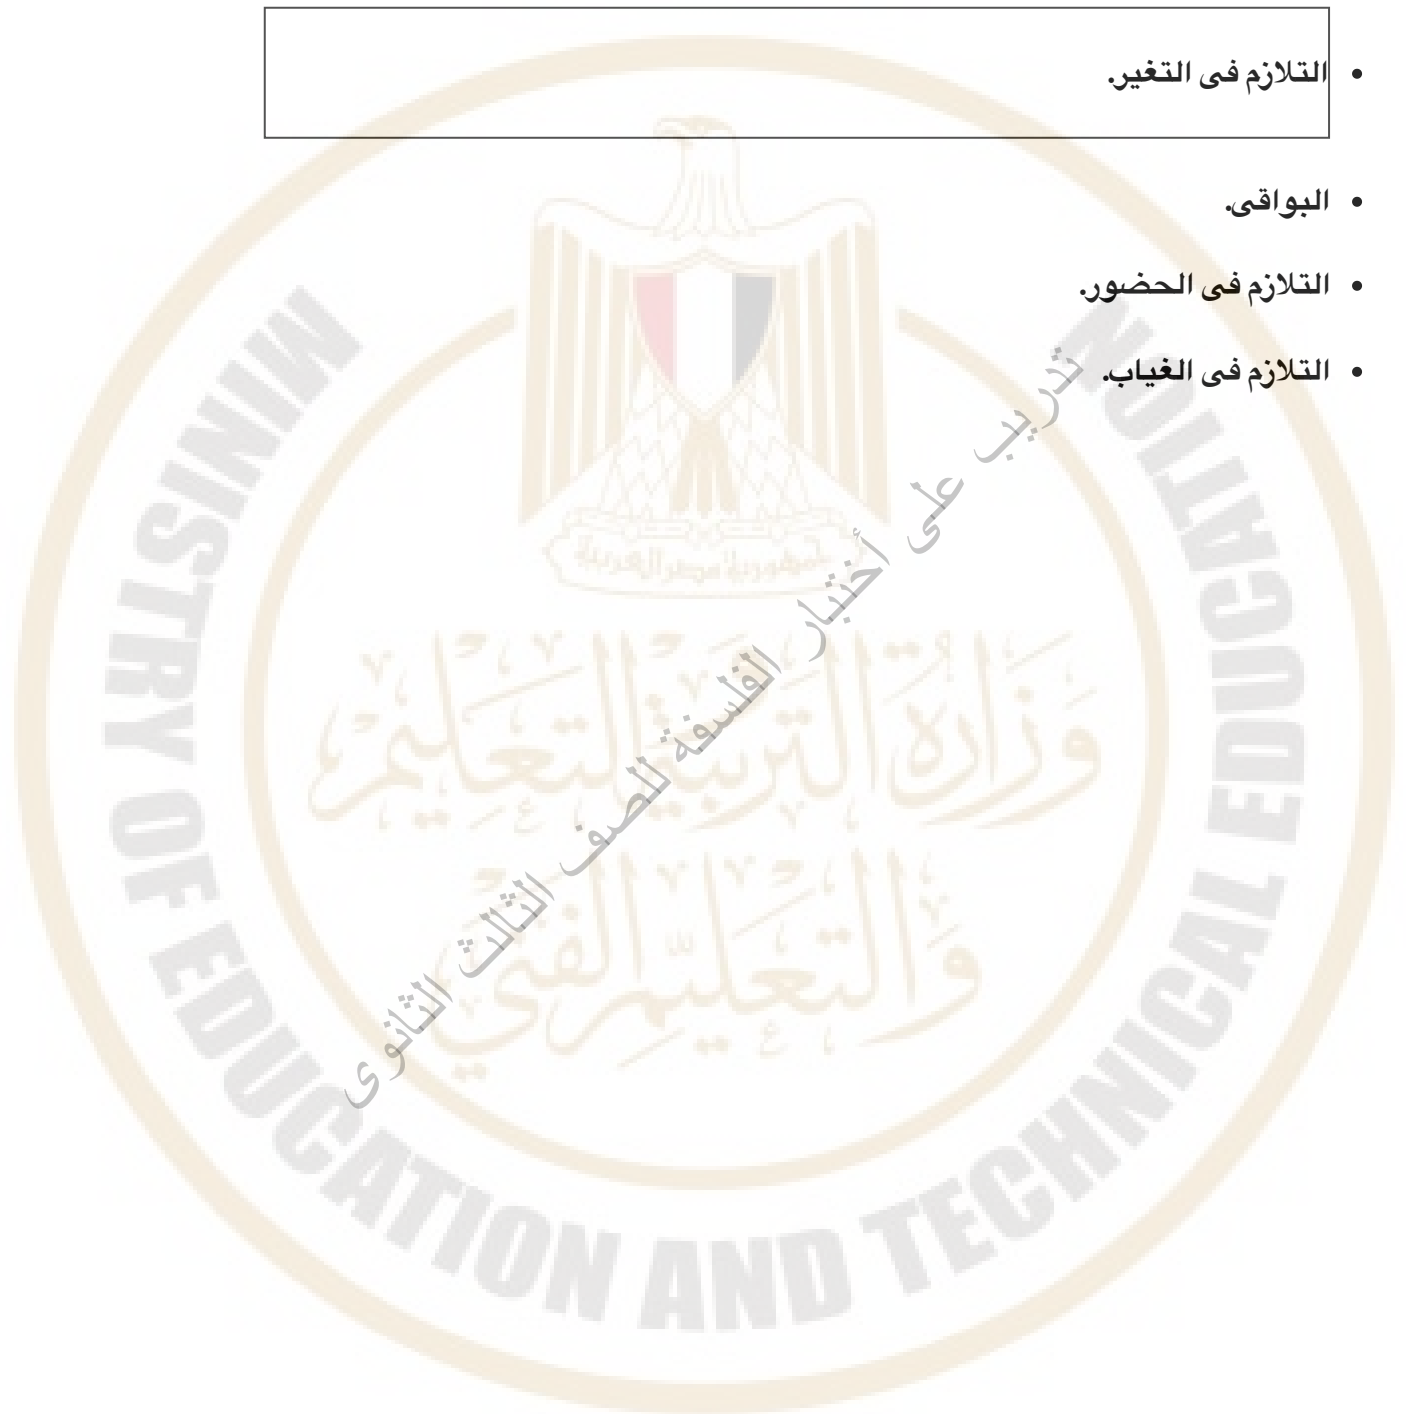 التلازم فى التغير.
البواقى.
التلازم فى الحضور.
التلازم فى الغياب.
تدريب على أختبار الفلسفة للصف الثالث الثانوى
جمهورية مصر العربية
وزارة التربية والتعليم
والتعليم الفني
MINISTRY OF EDUCATION AND TECHNICAL EDUCATION